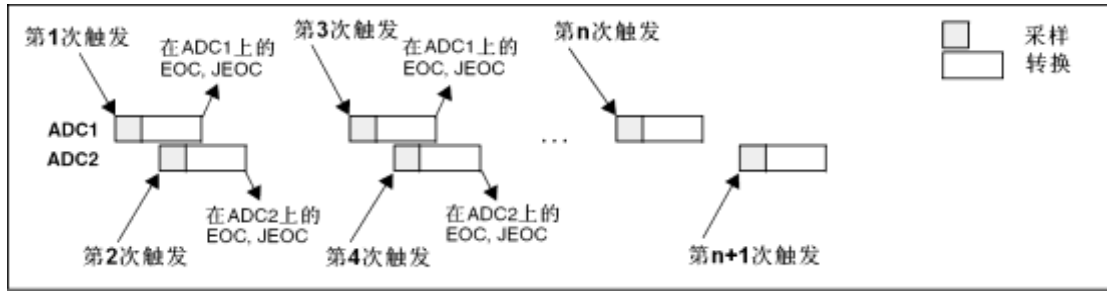 第1次触发
在ADC1上的
EOC, JEOC
第3次触发
在ADC1上的
EOC, JEOC
第n次触发
采样
转换
ADC1
ADC2
...
在ADC2上的
EOC, JEOC
第2次触发
在ADC2上的
EOC, JEOC
第4次触发
第n+1次触发